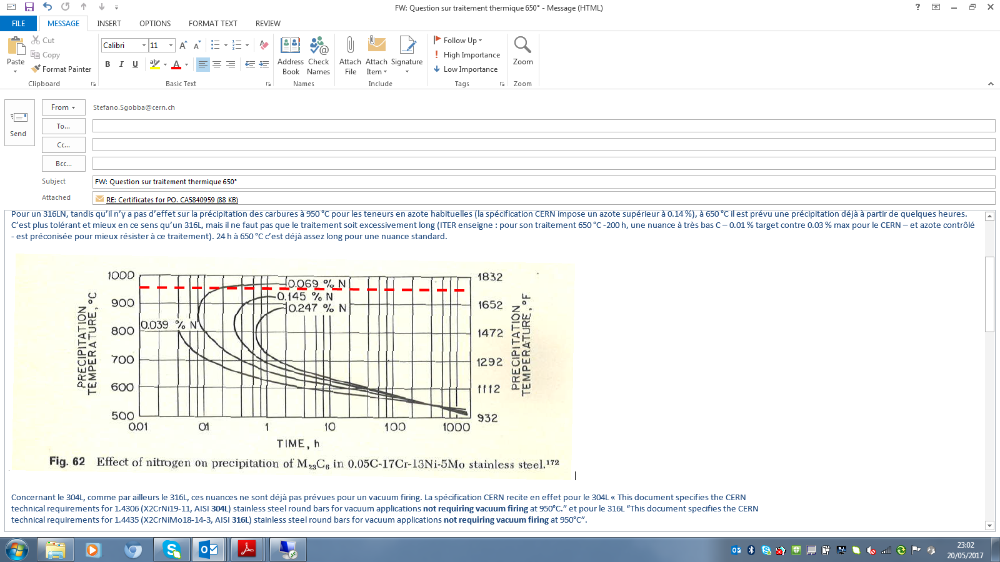 FW: Question sur traitement thermique 650° - Message (HTML)
FILE MESSAGE INSERT OPTIONS FORMAT TEXT REVIEW
Paste
Cut
Copy
Format Painter
Clipboard
Calibri 11
B I U
Basic Text
Address Book
Check Names
Names
Attach File
Attach Item
Signature
Include
Follow Up
High Importance
Low Importance
Tags
Zoom
Zoom
Send
From Stefano.Sgobba@cern.ch
To...
Cc...
Bcc...
Subject FW: Question sur traitement thermique 650°
Attached RE: Certificates for PO. CA5840959 (88 KB)
Pour un 316LN, tandis qu'il n'y a pas d'effet sur la précipitation des carbures à 950 °C pour les teneurs en azote habituelles (la spécification CERN impose un azote supérieur à 0.14 %), à 650 °C il est prévu une précipitation déjà à partir de quelques heures.
C'est plus tolérant et mieux en ce sens qu'un 316L, mais il ne faut pas que le traitement soit excessivement long (ITER enseigne : pour son traitement 650 °C -200 h, une nuance à très bas C – 0.01 % target contre 0.03 % max pour le CERN – et azote contrôlé
- est préconisée pour mieux résister à ce traitement). 24 h à 650 °C c'est déjà assez long pour une nuance standard.
PRECIPITATION TEMPERATURE, °C
1000
900
800
700
600
500
0.069 % N
0.145 % N
0.247 % N
0.039 % N
1832
1652
1472
1292
1112
932
PRECIPITATION TEMPERATURE, °F
0.01 0.1 1 10 100 1000
TIME, h
Fig. 62 Effect of nitrogen on precipitation of M₂₃C₆ in 0.05C-17Cr-13Ni-5Mo stainless steel.¹⁷²
Concernant le 304L, comme par ailleurs le 316L, ces nuances ne sont déjà pas prévues pour un vacuum firing. La spécification CERN recite en effet pour le 304L « This document specifies the CERN
technical requirements for 1.4306 (X2CrNi19-11, AISI 304L) stainless steel round bars for vacuum applications not requiring vacuum firing at 950°C." et pour le 316L "This document specifies the CERN
technical requirements for 1.4435 (X2CrNiMo18-14-3, AISI 316L) stainless steel round bars for vacuum applications not requiring vacuum firing at 950°C".
23:02
20/05/2017